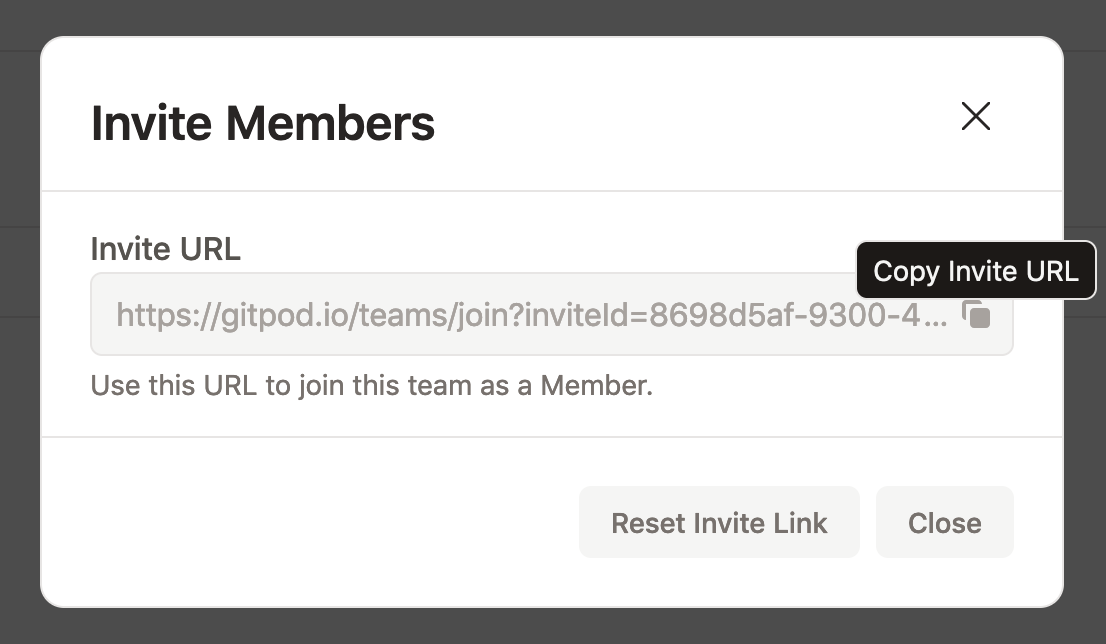 Invite Members
Invite URL
Copy Invite URL
https://gitpod.io/teams/join?inviteId=8698d5af-9300-4...
Use this URL to join this team as a Member.
Reset Invite Link
Close